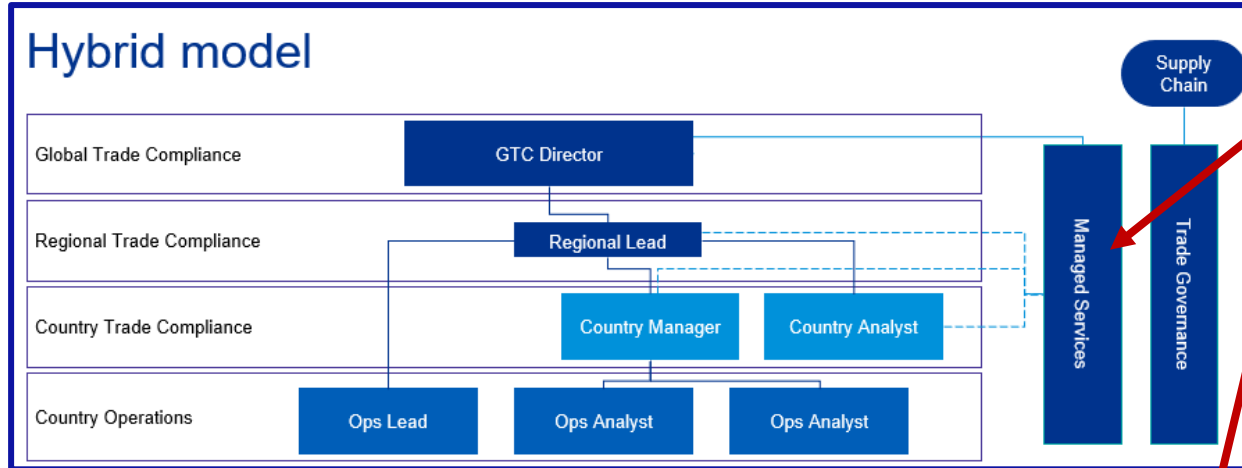 Hybrid model
Supply
Chain
Global Trade Compliance
GTC Director
Regional Trade Compliance
Regional Lead
Managed Services
Trade Governance
Country Trade Compliance
Country Manager
Country Analyst
Country Operations
Ops Lead
Ops Analyst
Ops Analyst